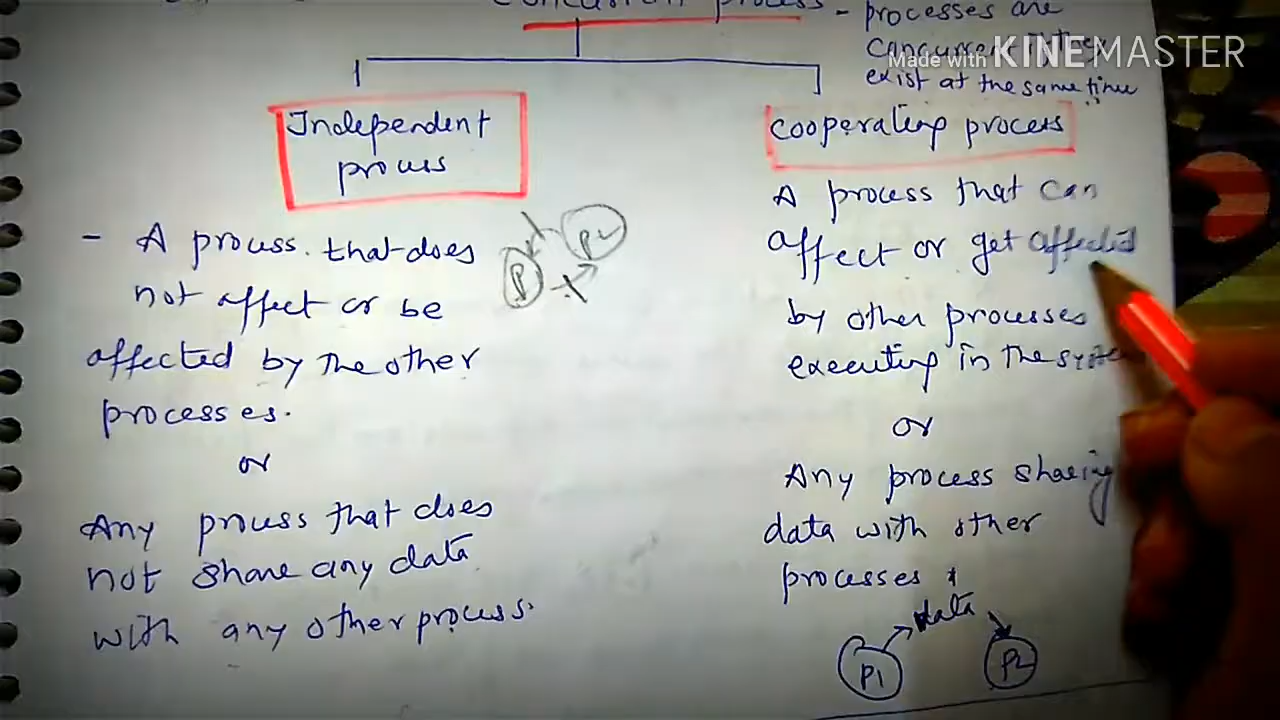 process - processes are
concurrent if they
exist at the same time
Made with KINEMASTER
Independent
process
cooperating process
- A process that does
not affect or be
affected by the other
processes.
or
Any process that does
not share any data
with any other process.
P
P2
A process that can
affect or get affected
by other processes
executing in the system
or
Any process sharing
data with other
processes
data
P1
P2